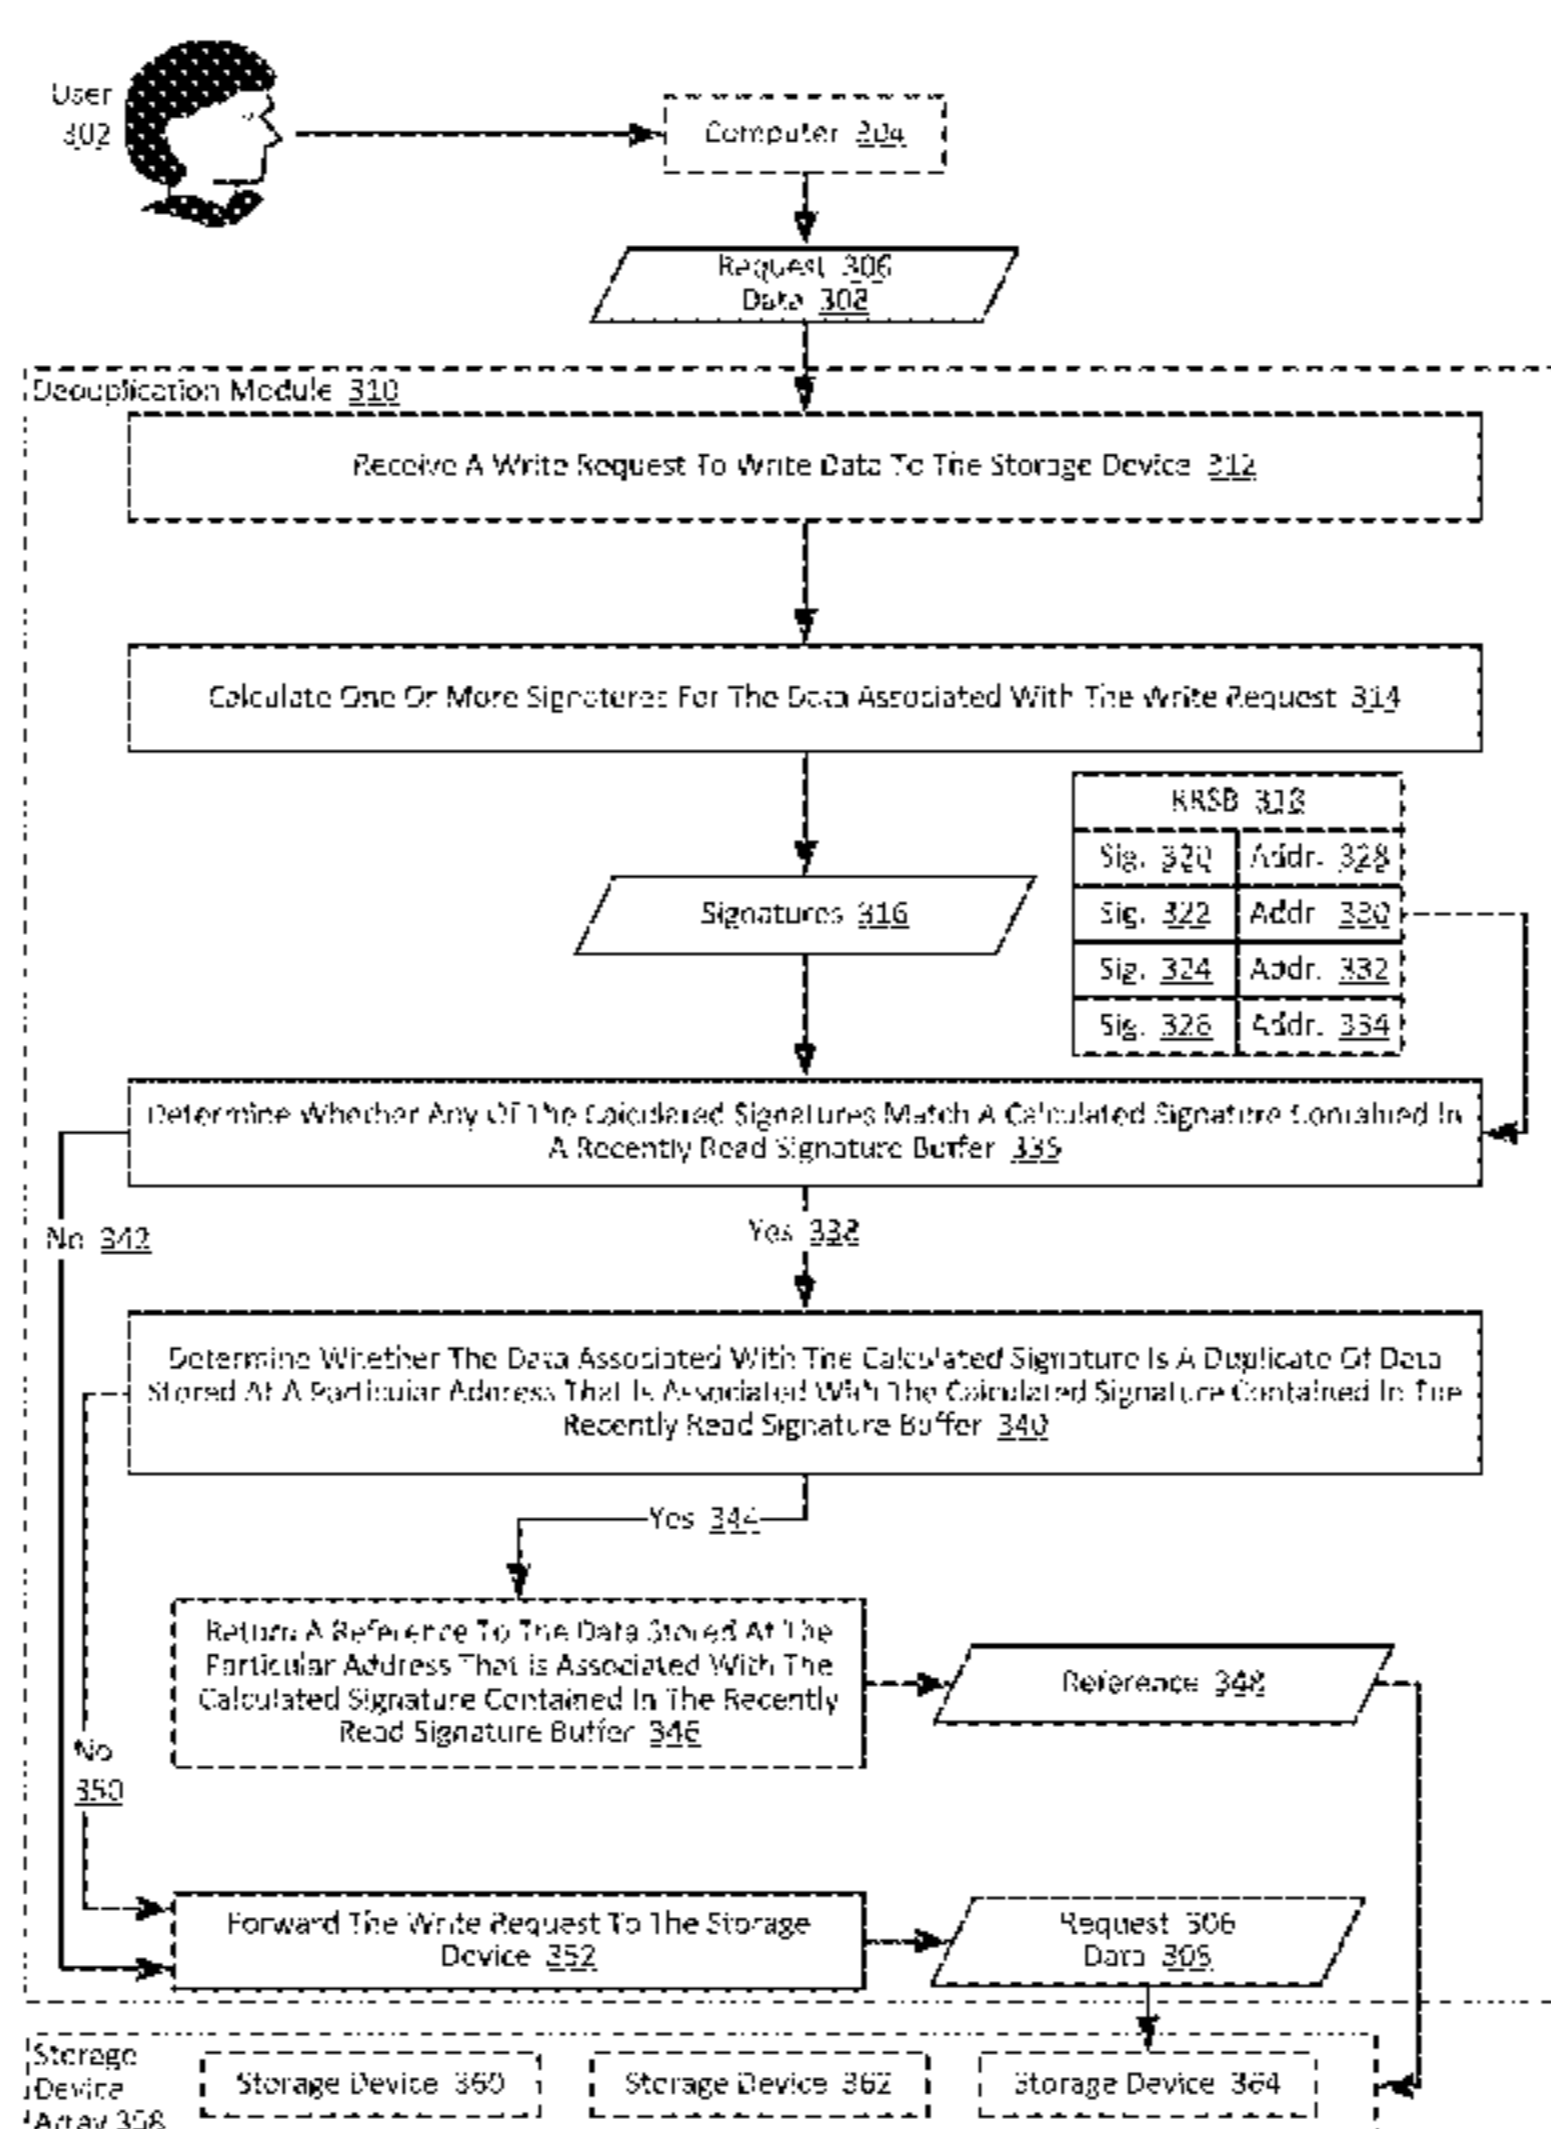 User
302
Computer 304
Request 306
Data 308
Deduplication Module 310
Receive A Write Request To Write Data To The Storage Device 312
Calculate One Or More Signatures For The Data Associated With The Write Request 314
RRSB 318
Sig. 320 Addr. 328
Sig. 322 Addr. 330
Sig. 324 Addr. 332
Sig. 326 Addr. 334
Signatures 316
Determine Whether Any Of The Calculated Signatures Match A Calculated Signature Contained In
A Recently Read Signature Buffer 336
No 342
Yes 338
Determine Whether The Data Associated With The Calculated Signature Is A Duplicate Of Data
Stored At A Particular Address That Is Associated With The Calculated Signature Contained In The
Recently Read Signature Buffer 340
Yes 344
Return A Reference To The Data Stored At The
Particular Address That Is Associated With The
Calculated Signature Contained In The Recently
Read Signature Buffer 346
Reference 348
No
350
Forward The Write Request To The Storage
Device 352
Request 306
Data 308
Storage
Device
Array 358
Storage Device 360
Storage Device 362
Storage Device 364